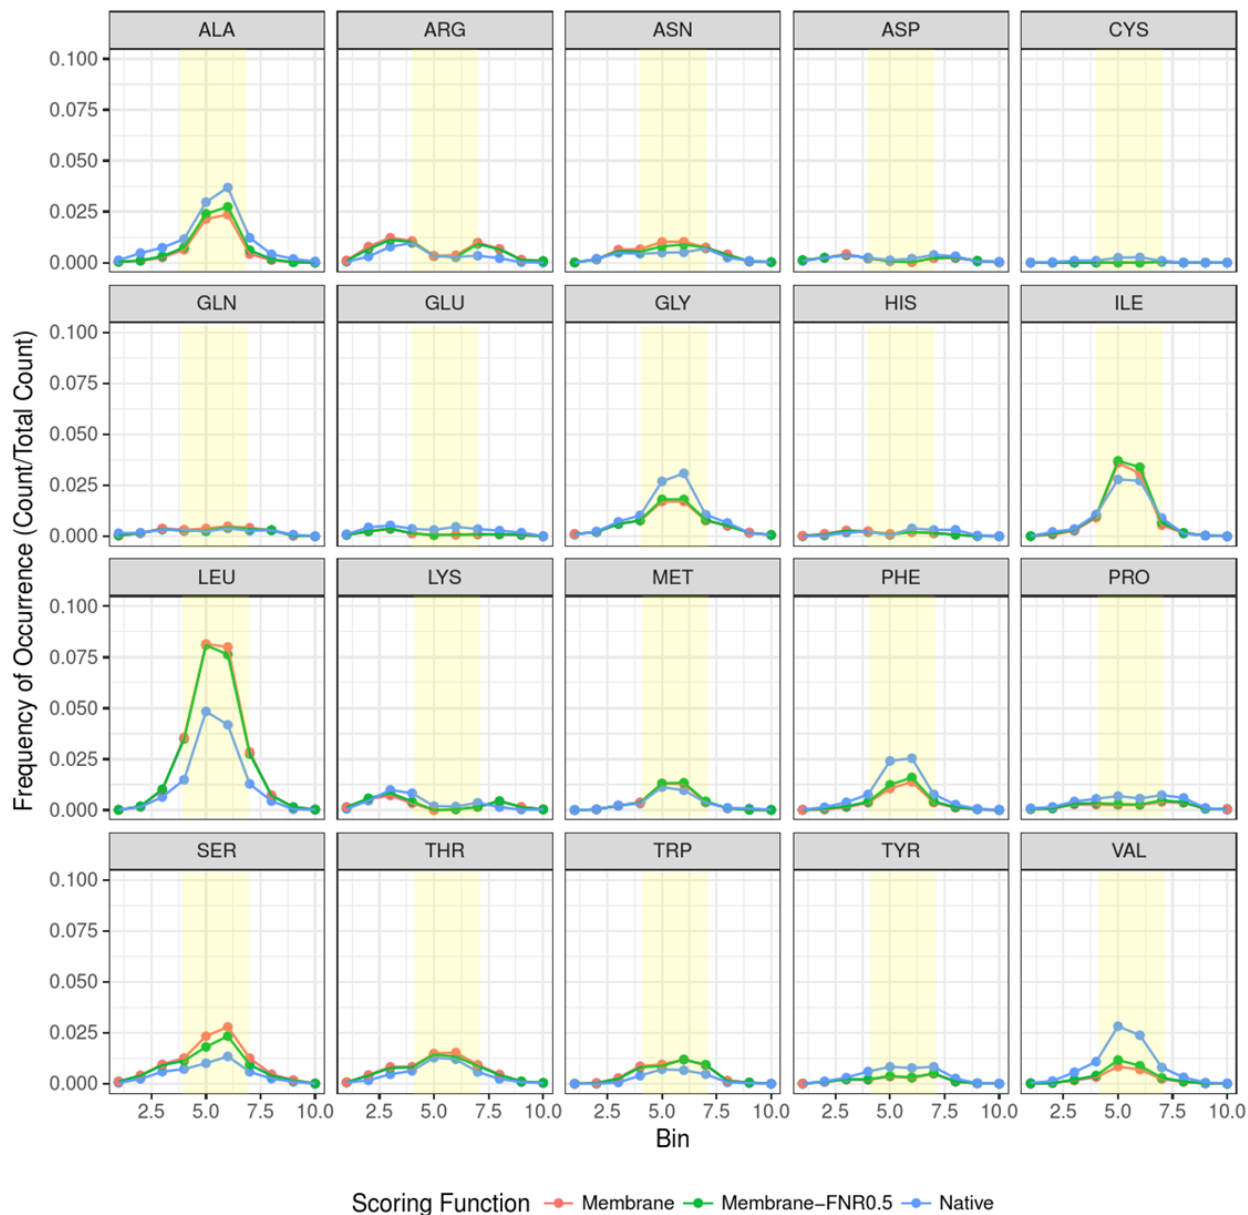 ALA ARG ASN ASP CYS
0.100
0.075
0.050
0.025
0.000
GLN GLU GLY HIS ILE
0.100
0.075
0.050
0.025
0.000
LEU LYS MET PHE PRO
0.100
0.075
0.050
0.025
0.000
SER THR TRP TYR VAL
0.100
0.075
0.050
0.025
0.000
Frequency of Occurrence (Count/Total Count)
2.5 5.0 7.5 10.0 2.5 5.0 7.5 10.0 2.5 5.0 7.5 10.0 2.5 5.0 7.5 10.0 2.5 5.0 7.5 10.0
Bin
Scoring Function Membrane Membrane−FNR0.5 Native